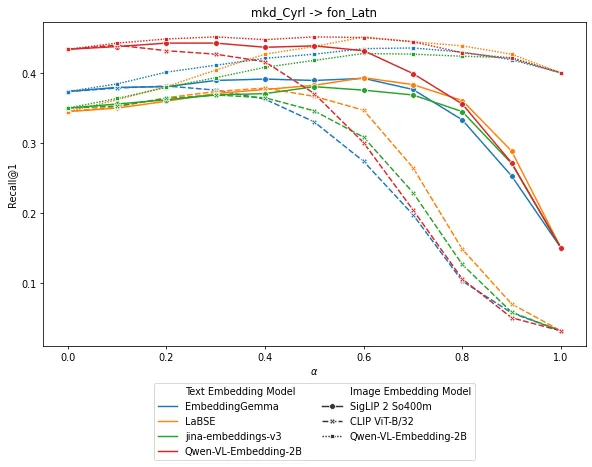 mkd_Cyrl -> fon_Latn
Recall@1
0.4
0.3
0.2
0.1
0.0 0.2 0.4 0.6 0.8 1.0
α
Text Embedding Model
EmbeddingGemma
LaBSE
jina-embeddings-v3
Qwen-VL-Embedding-2B
Image Embedding Model
SigLIP 2 So400m
CLIP ViT-B/32
Qwen-VL-Embedding-2B